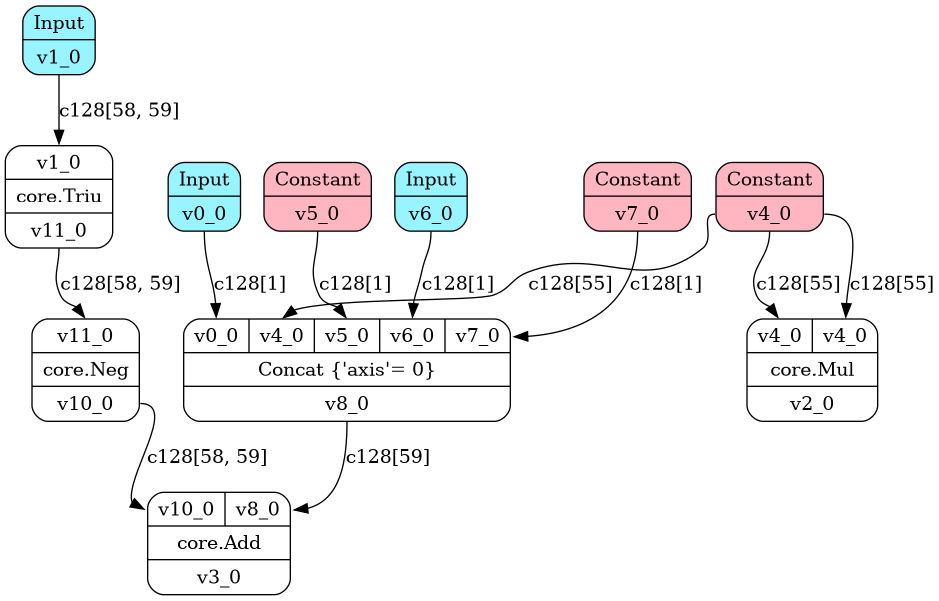 Input
v1_0
c128[58, 59]
v1_0
core.Triu
v11_0
Input
v0_0
Constant
v5_0
Input
v6_0
Constant
v7_0
Constant
v4_0
c128[58, 59]
c128[1]
c128[1]
c128[1]
c128[55]
c128[1]
c128[55]
c128[55]
v11_0
core.Neg
v10_0
v0_0 v4_0 v5_0 v6_0 v7_0
Concat {'axis'= 0}
v8_0
v4_0 v4_0
core.Mul
v2_0
c128[58, 59]
c128[59]
v10_0 v8_0
core.Add
v3_0